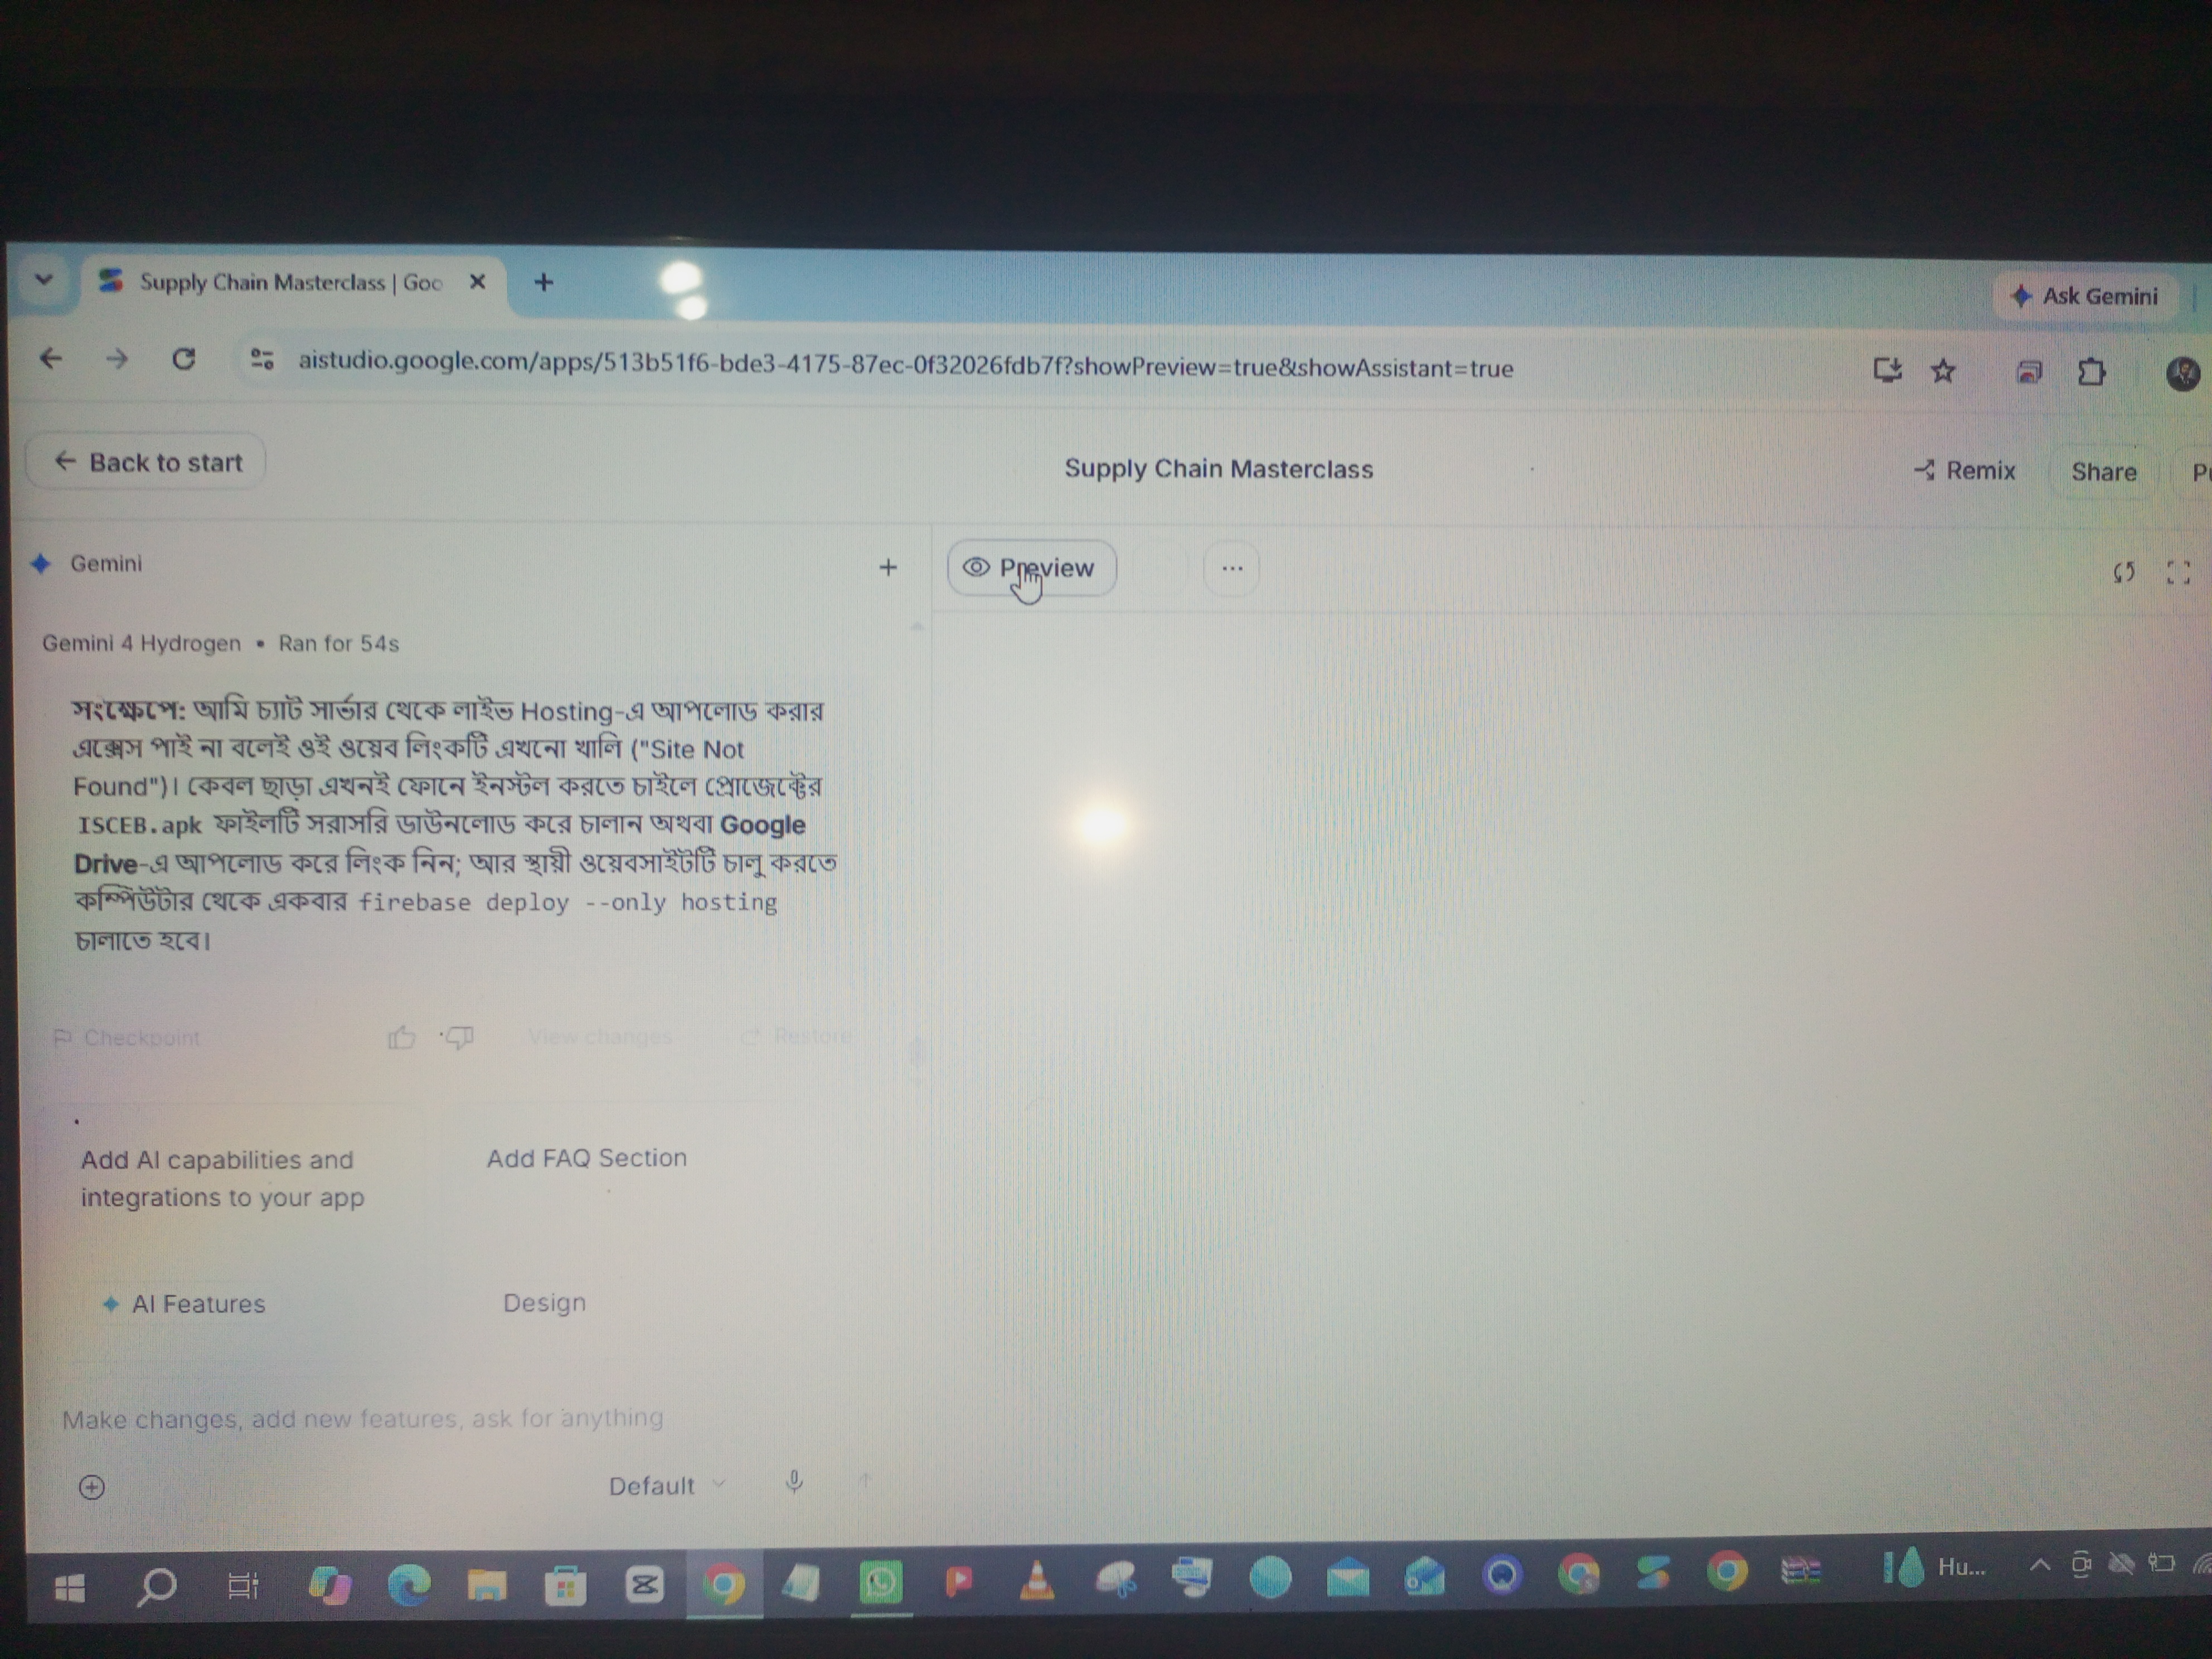 Supply Chain Masterclass | Goo
Ask Gemini
aistudio.google.com/apps/513b51f6-bde3-4175-87ec-0f32026fdb7f?showPreview=true&showAssistant=true
Back to start
Supply Chain Masterclass
Remix
Share
Gemini
Preview
Gemini 4 Hydrogen • Ran for 54s
সংক্ষেপে: আমি চ্যাট সার্ভার থেকে লাইভ Hosting-এ আপলোড করার
এক্সেস পাই না বলেই ওই ওয়েব লিংকটি এখনো খালি ("Site Not
Found")। কেবল ছাড়া এখনই ফোনে ইনস্টল করতে চাইলে প্রোজেক্টের
ISCEB.apk ফাইলটি সরাসরি ডাউনলোড করে চালান অথবা Google
Drive-এ আপলোড করে লিংক নিন; আর স্থায়ী ওয়েবসাইটটি চালু করতে
কম্পিউটার থেকে একবার firebase deploy --only hosting
চালাতে হবে।
Checkpoint
View changes
Restore
Add AI capabilities and
integrations to your app
Add FAQ Section
AI Features
Design
Make changes, add new features, ask for anything
Default
Hu...